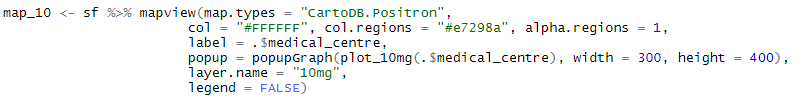 map_10 <- sf %>% mapview(map.types = "CartoDB.Positron",
col = "#FFFFFF", col.regions = "#e7298a", alpha.regions = 1,
label = .$medical_centre,
popup = popupGraph(plot_10mg(.$medical_centre), width = 300, height = 400),
layer.name = "10mg",
legend = FALSE)